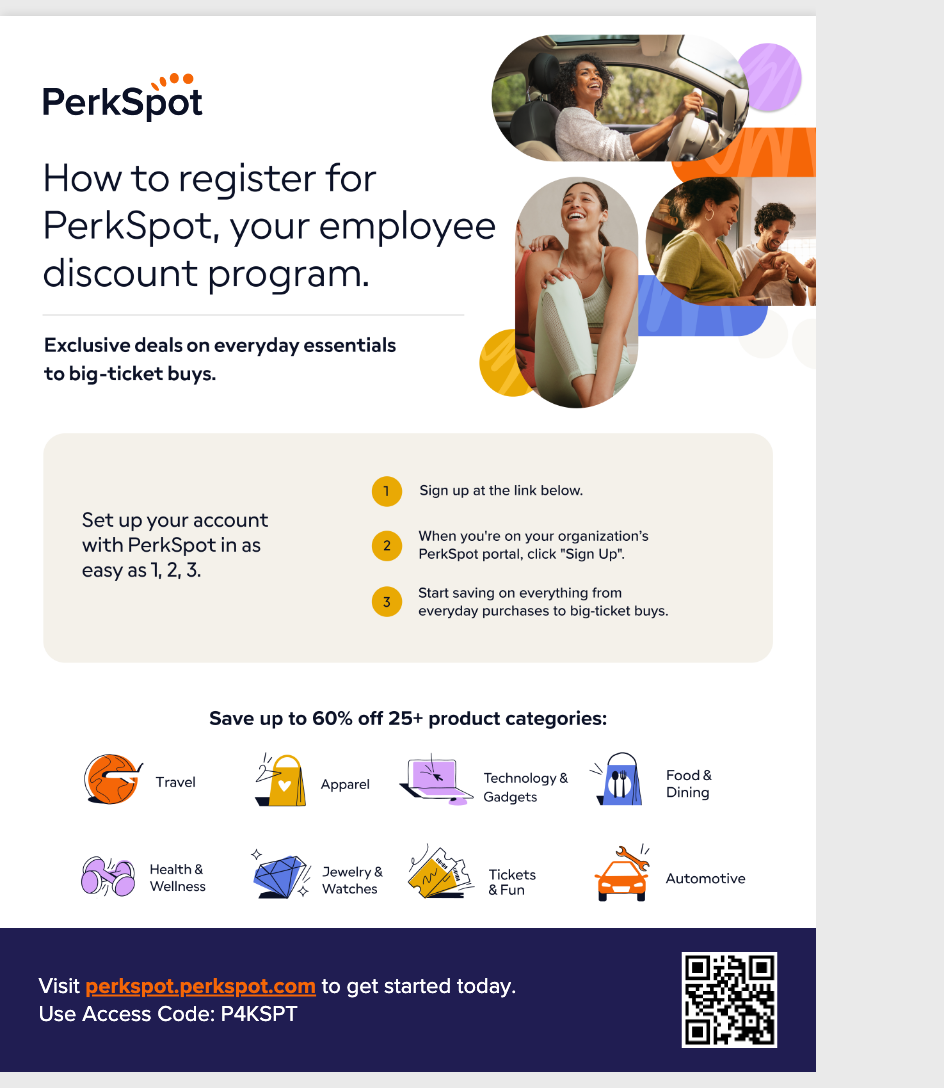 PerkSpot
How to register for
PerkSpot, your employee
discount program.
Exclusive deals on everyday essentials
to big-ticket buys.
Set up your account
with PerkSpot in as
easy as 1, 2, 3.
1
Sign up at the link below.
2
When you're on your organization's
PerkSpot portal, click "Sign Up".
3
Start saving on everything from
everyday purchases to big-ticket buys.
Save up to 60% off 25+ product categories:
Travel
Apparel
Technology &
Gadgets
Food &
Dining
Health &
Wellness
Jewelry &
Watches
Tickets
& Fun
Automotive
Visit perkspot.perkspot.com to get started today.
Use Access Code: P4KSPT